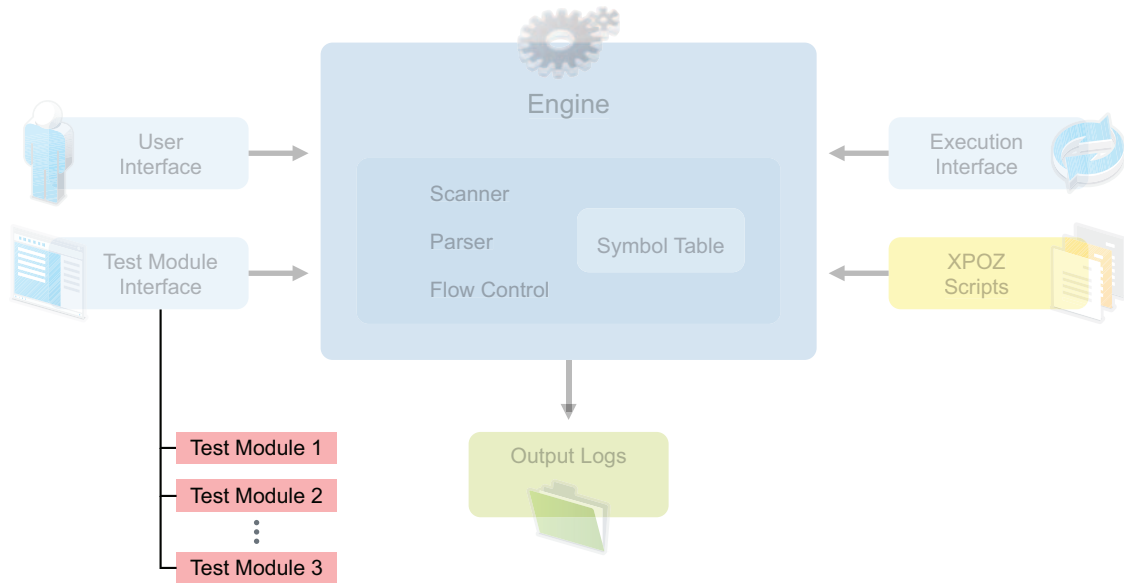 Engine
User
Interface
Execution
Interface
Scanner
Parser
Symbol Table
Flow Control
Test Module
Interface
XPOZ
Scripts
Test Module 1
Test Module 2
Test Module 3
Output Logs